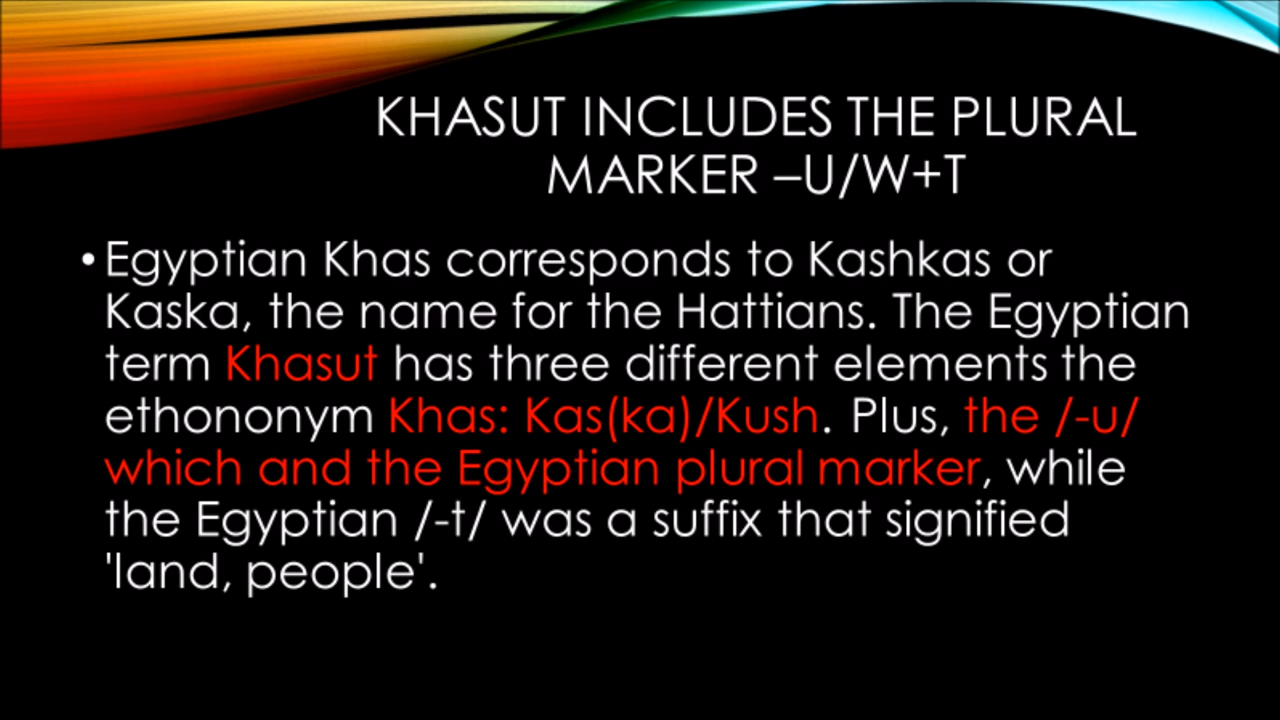 KHASUT INCLUDES THE PLURAL
MARKER –U/W+T
• Egyptian Khas corresponds to Kashkas or
Kaska, the name for the Hattians. The Egyptian
term Khasut has three different elements the
ethononym Khas: Kas(ka)/Kush. Plus, the /-u/
which and the Egyptian plural marker, while
the Egyptian /-t/ was a suffix that signified
'land, people'.